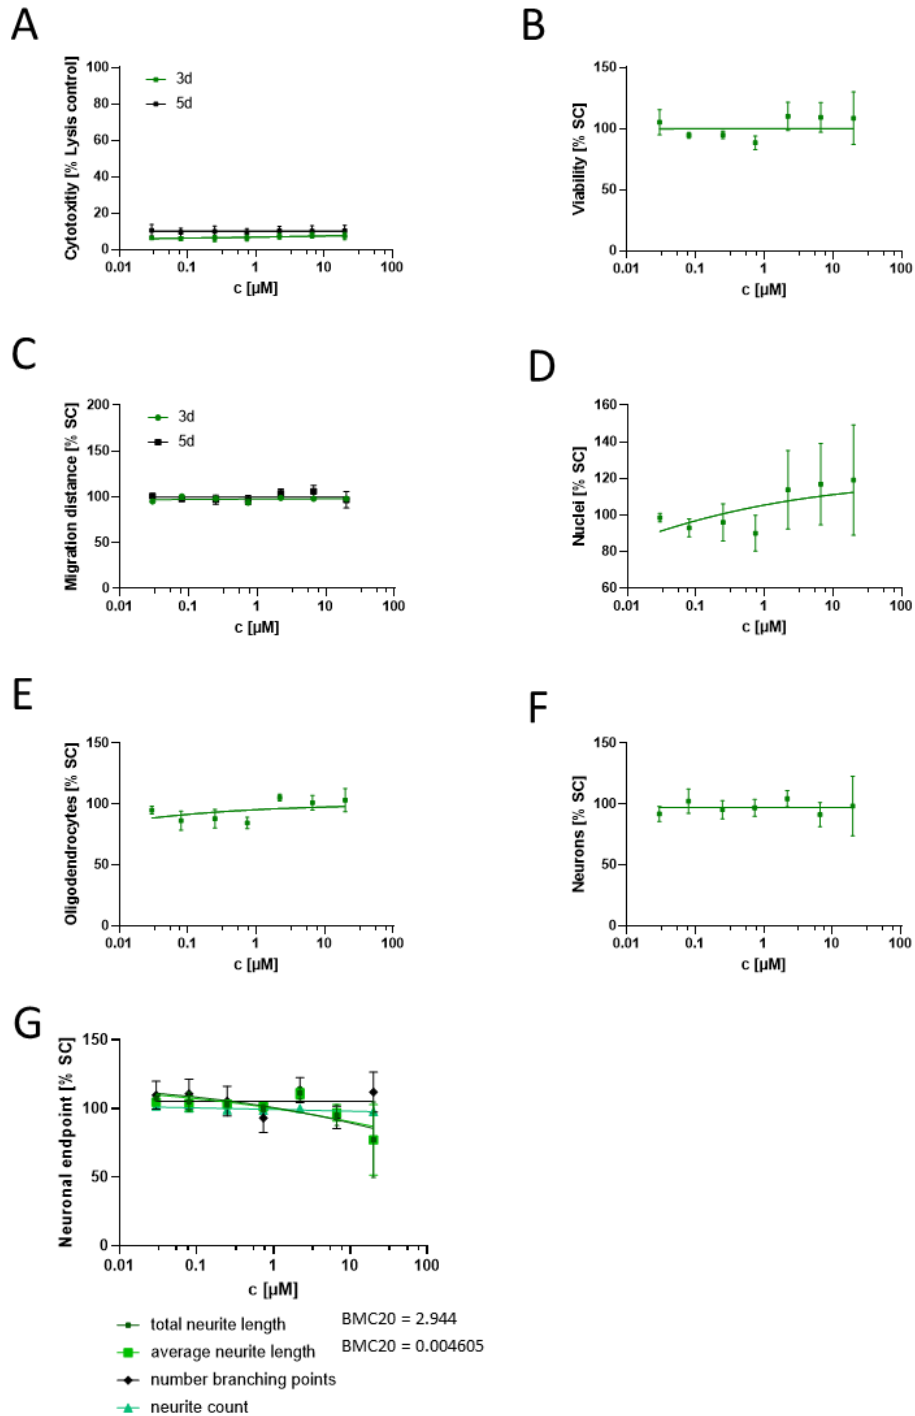 A
Cytotoxitiy [% Lysis control]
100
80
60
40
20
0
3d
5d
0.01
0.1
1
10
100
c [µM]
B
Viability [% SC]
150
100
50
0
0.01
0.1
1
10
100
c [µM]
C
Migration distance [% SC]
200
150
100
50
0
3d
5d
0.01
0.1
1
10
100
c [µM]
D
Nuclei [% SC]
160
140
120
100
80
60
0.01
0.1
1
10
100
c [µM]
E
Oligodendrocytes [% SC]
150
100
50
0
0.01
0.1
1
10
100
c [µM]
F
Neurons [% SC]
150
100
50
0
0.01
0.1
1
10
100
c [µM]
G
Neuronal endpoint [% SC]
150
100
50
0
0.01
0.1
1
10
100
c [µM]
total neurite length BMC20 = 2.944
average neurite length BMC20 = 0.004605
number branching points
neurite count